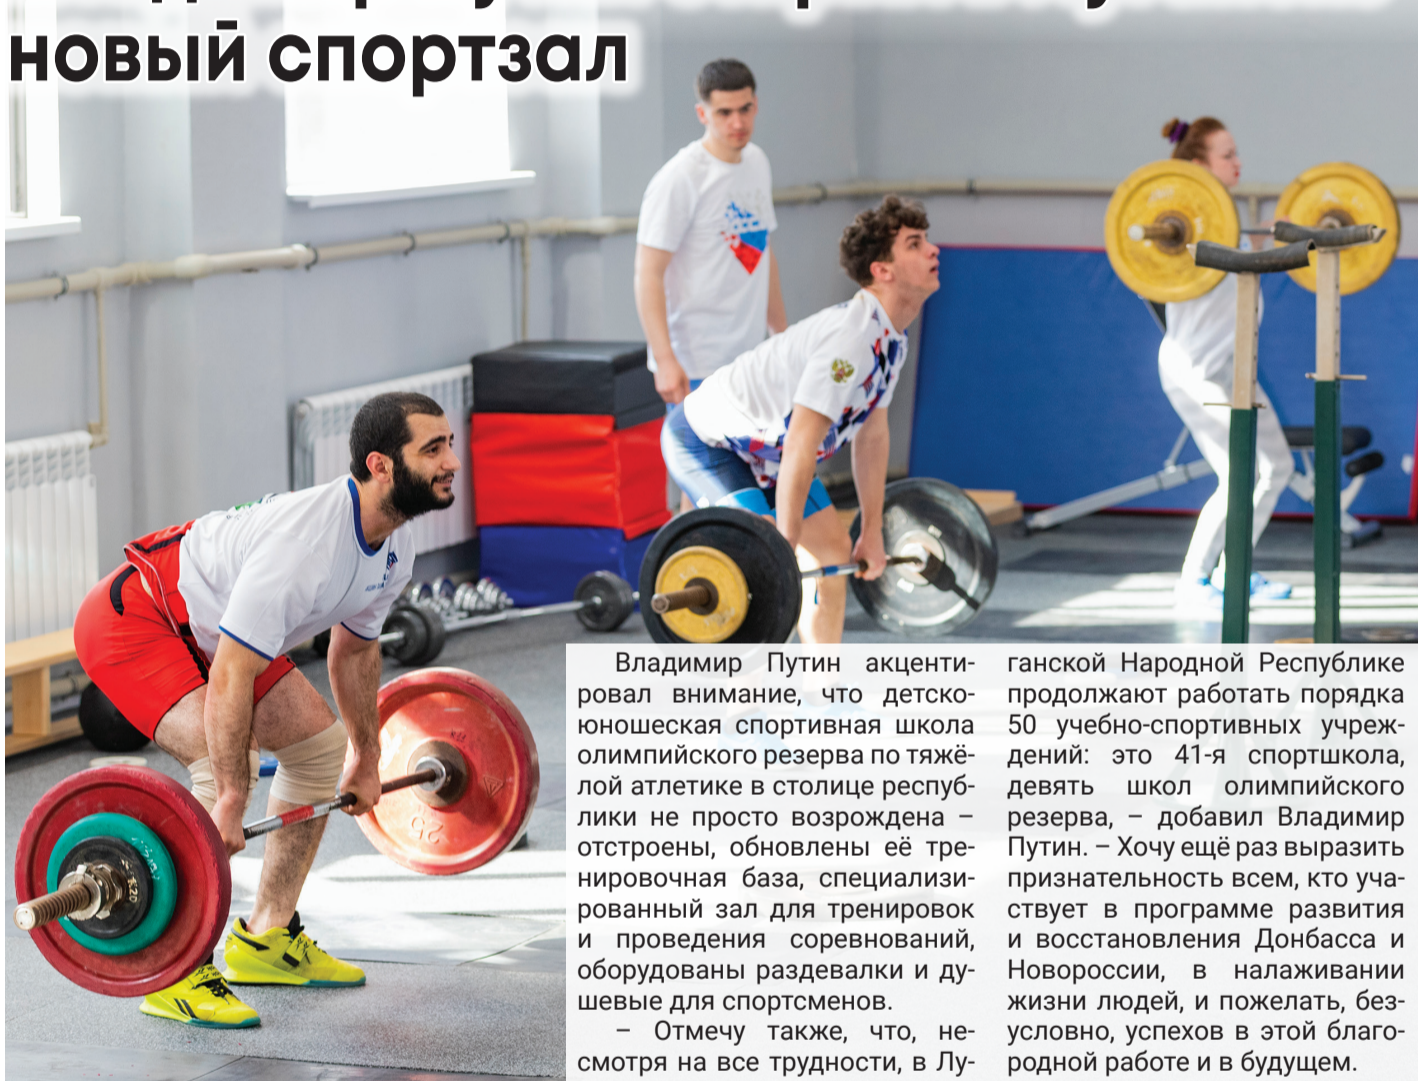 новый спортзал
Владимир Путин акценти-
ровал внимание, что детско-
юношеская спортивная школа
олимпийского резерва по тяжё-
лой атлетике в столице респуб-
лики не просто возрождена –
отстроены, обновлены её тре-
нировочная база, специализи-
рованный зал для тренировок
и проведения соревнований,
оборудованы раздевалки и ду-
шевые для спортсменов.
– Отмечу также, что, не-
смотря на все трудности, в Лу-
ганской Народной Республике
продолжают работать порядка
50 учебно-спортивных учреж-
дений: это 41-я спортшкола,
девять школ олимпийского
резерва, – добавил Владимир
Путин. – Хочу ещё раз выразить
признательность всем, кто уча-
ствует в программе развития
и восстановления Донбасса и
Новороссии, в налаживании
жизни людей, и пожелать, без-
условно, успехов в этой благо-
родной работе и в будущем.
25